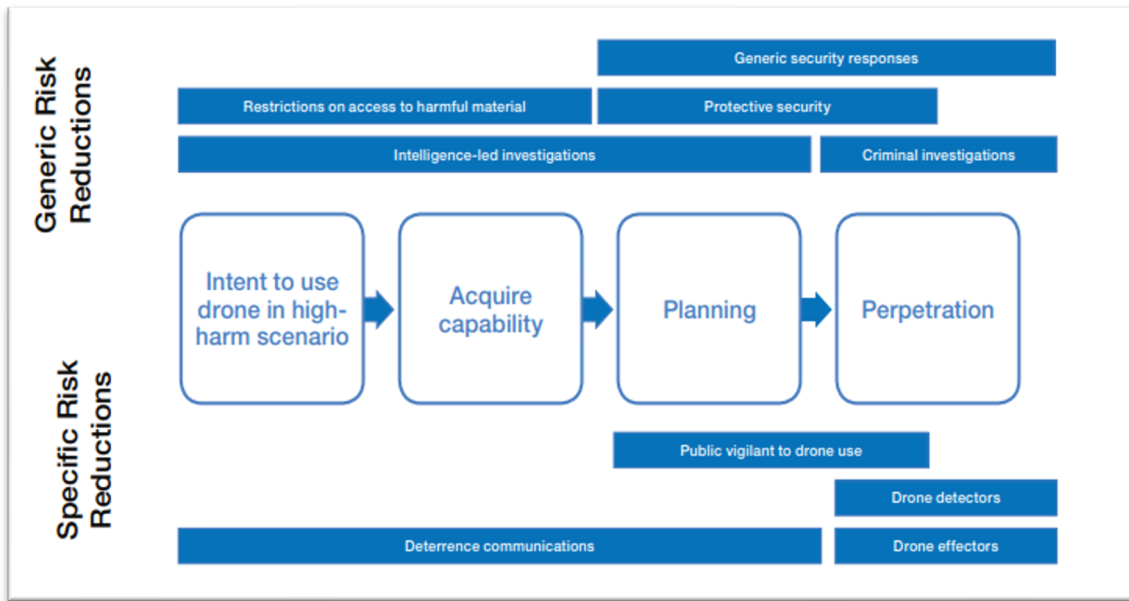 Generic Risk
Reductions
Generic security responses
Restrictions on access to harmful material
Protective security
Intelligence-led investigations
Criminal investigations
Intent to use
drone in high-
harm scenario
Acquire
capability
Planning
Perpetration
Specific Risk
Reductions
Public vigilant to drone use
Drone detectors
Deterrence communications
Drone effectors